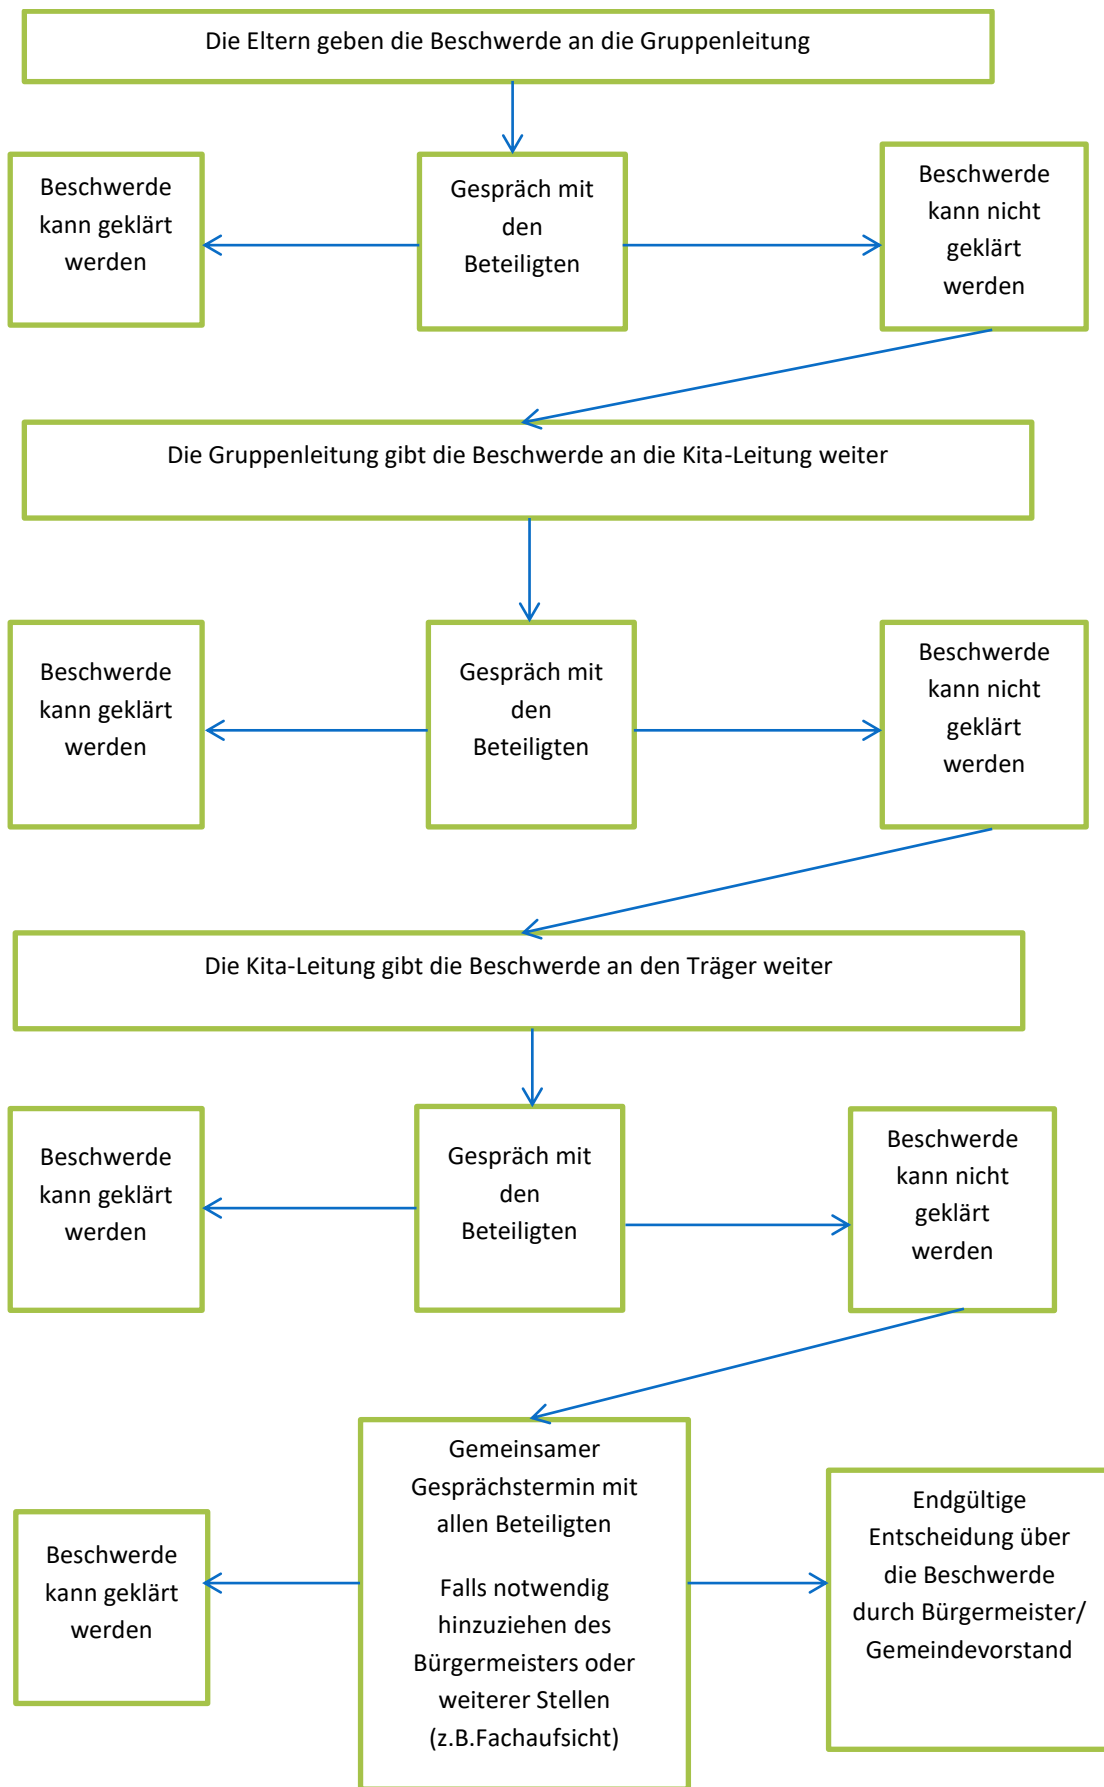 Die Eltern geben die Beschwerde an die Gruppenleitung
Beschwerde
kann geklärt
werden
Gespräch mit
den
Beteiligten
Beschwerde
kann nicht
geklärt
werden
Die Gruppenleitung gibt die Beschwerde an die Kita-Leitung weiter
Beschwerde
kann geklärt
werden
Gespräch mit
den
Beteiligten
Beschwerde
kann nicht
geklärt
werden
Die Kita-Leitung gibt die Beschwerde an den Träger weiter
Beschwerde
kann geklärt
werden
Gespräch mit
den
Beteiligten
Beschwerde
kann nicht
geklärt
werden
Beschwerde
kann geklärt
werden
Gemeinsamer
Gesprächstermin mit
allen Beteiligten
Falls notwendig
hinzuziehen des
Bürgermeisters oder
weiterer Stellen
(z.B.Fachaufsicht)
Endgültige
Entscheidung über
die Beschwerde
durch Bürgermeister/
Gemeindevorstand